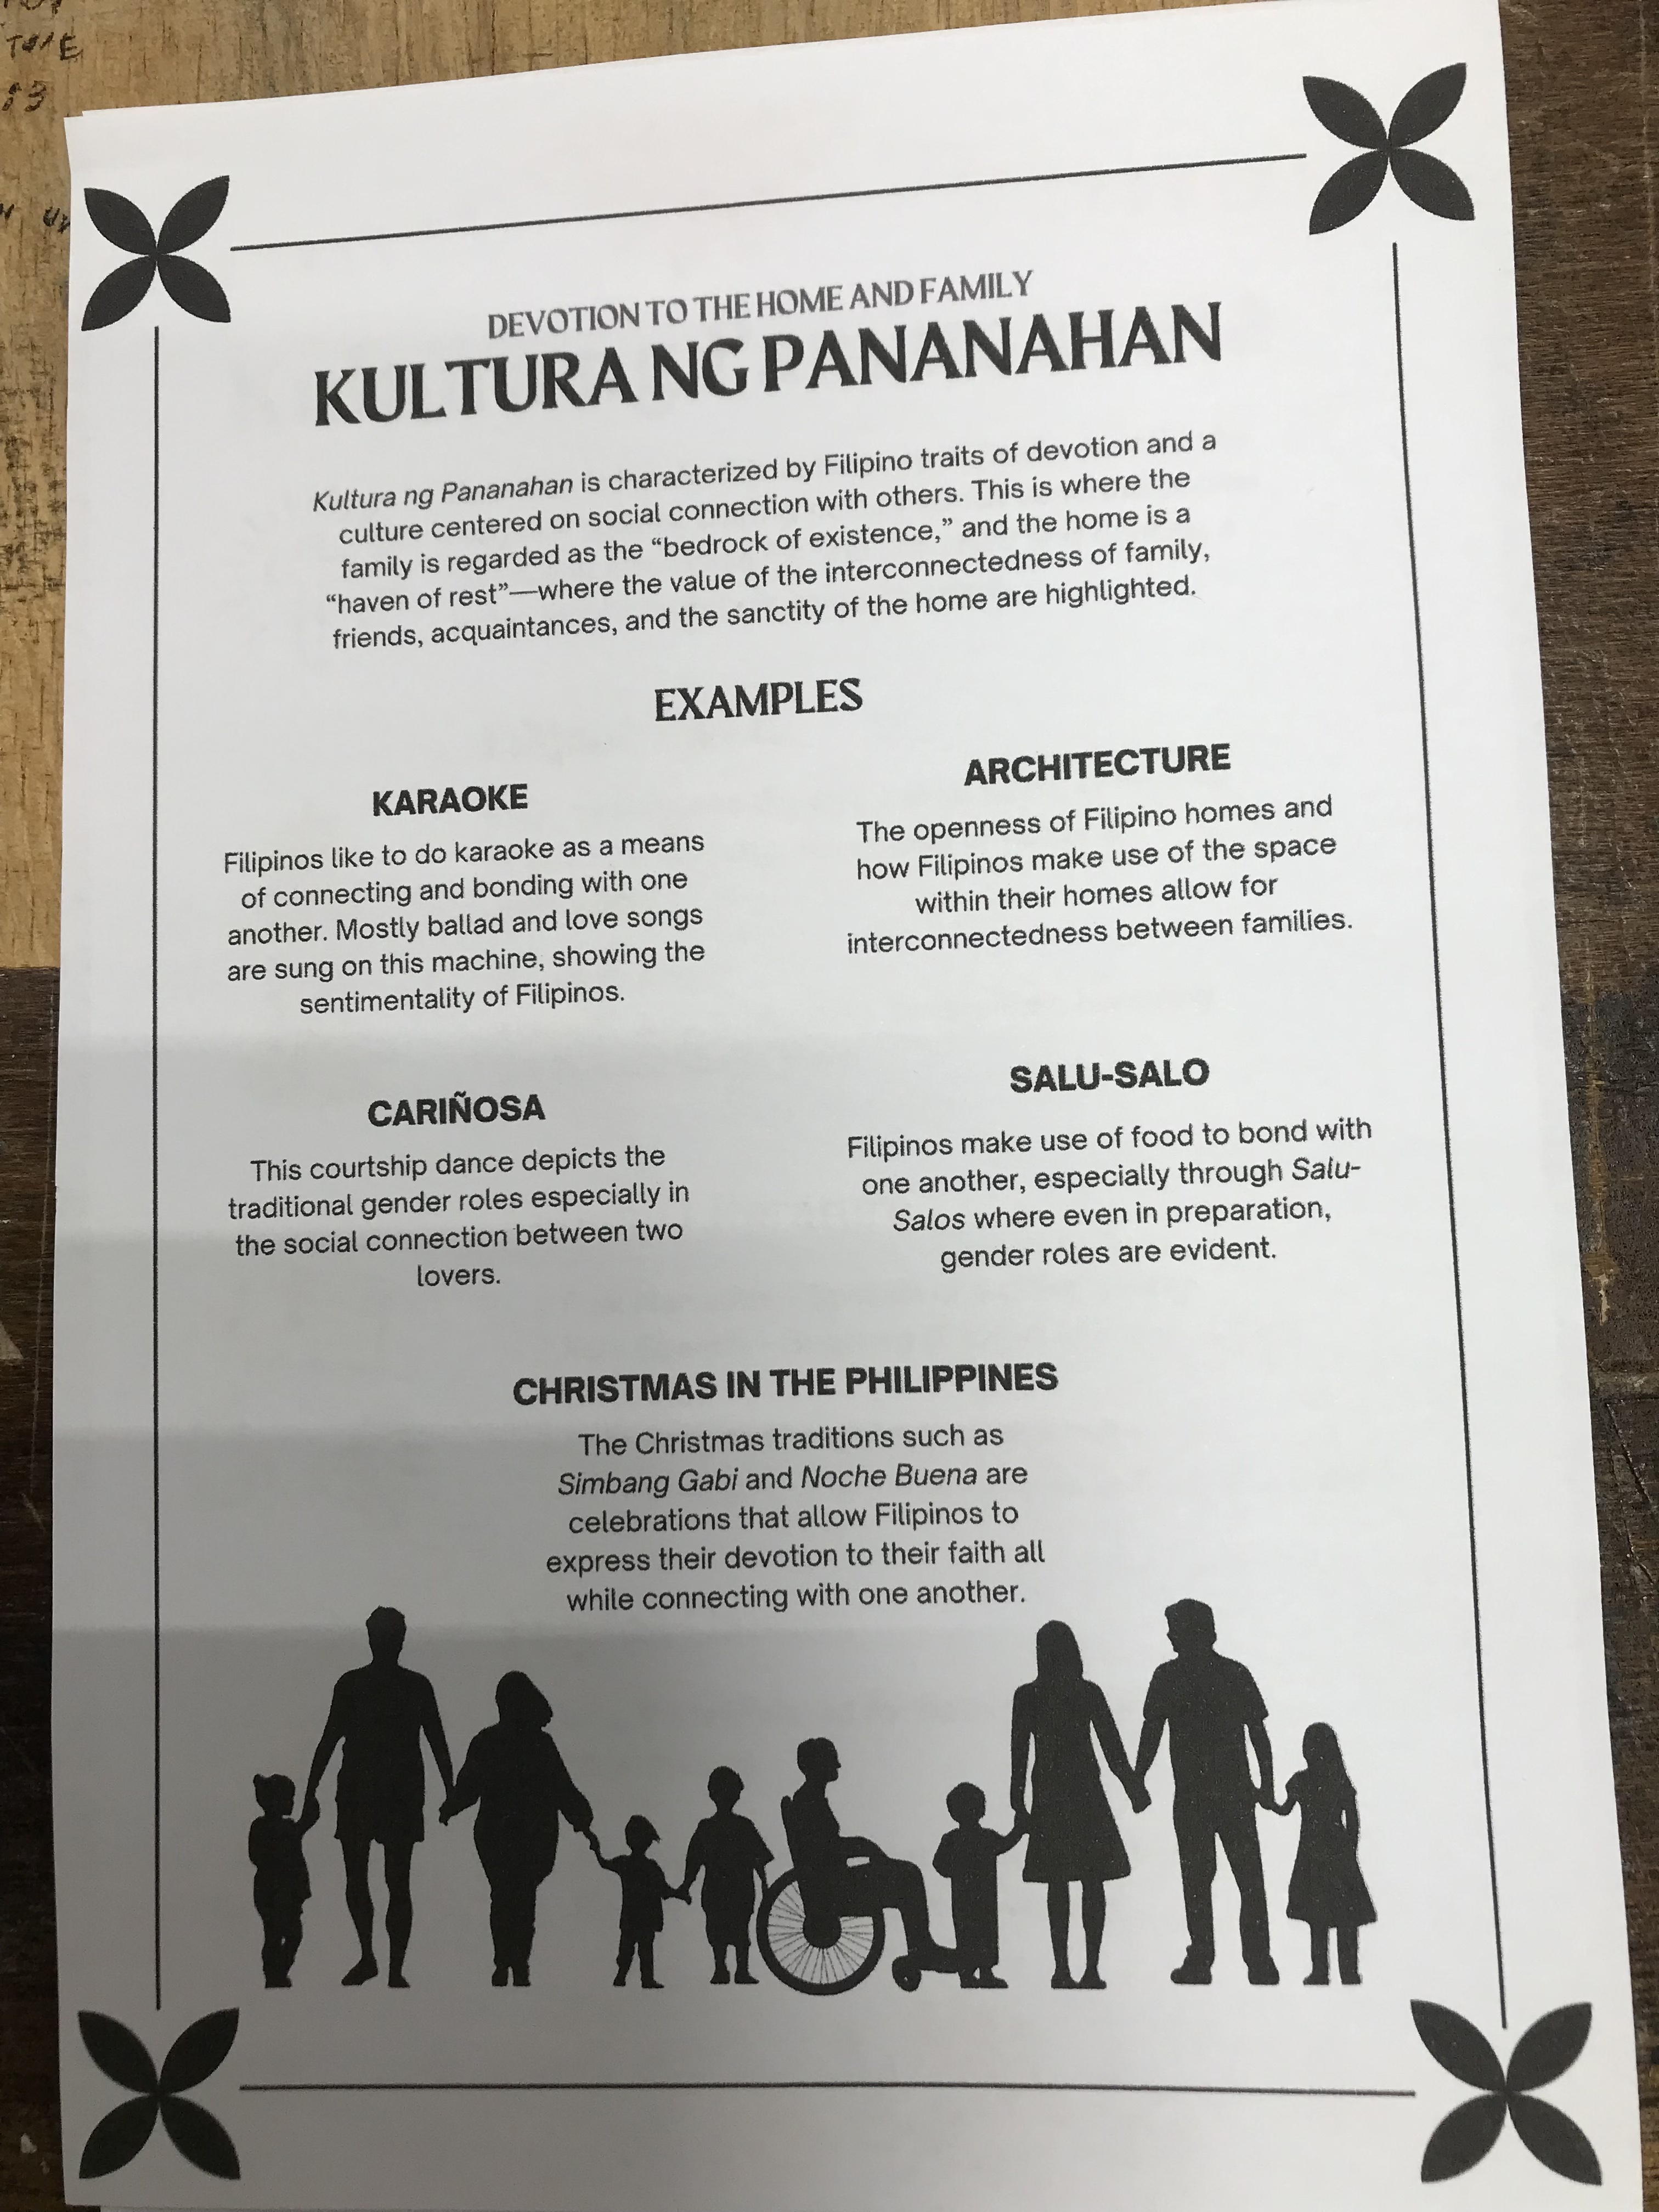 TIME
83
DEVOTION TO THE HOME AND FAMILY
KULTURA NG PANANAHAN
Kultura ng Pananahan is characterized by Filipino traits of devotion and a
culture centered on social connection with others. This is where the
family is regarded as the “bedrock of existence,” and the home is a
“haven of rest”—where the value of the interconnectedness of family,
friends, acquaintances, and the sanctity of the home are highlighted.
EXAMPLES
KARAOKE
Filipinos like to do karaoke as a means
of connecting and bonding with one
another. Mostly ballad and love songs
are sung on this machine, showing the
sentimentality of Filipinos.
ARCHITECTURE
The openness of Filipino homes and
how Filipinos make use of the space
within their homes allow for
interconnectedness between families.
CARIÑOSA
This courtship dance depicts the
traditional gender roles especially in
the social connection between two
lovers.
SALU-SALO
Filipinos make use of food to bond with
one another, especially through Salu-
Salos where even in preparation,
gender roles are evident.
CHRISTMAS IN THE PHILIPPINES
The Christmas traditions such as
Simbang Gabi and Noche Buena are
celebrations that allow Filipinos to
express their devotion to their faith all
while connecting with one another.